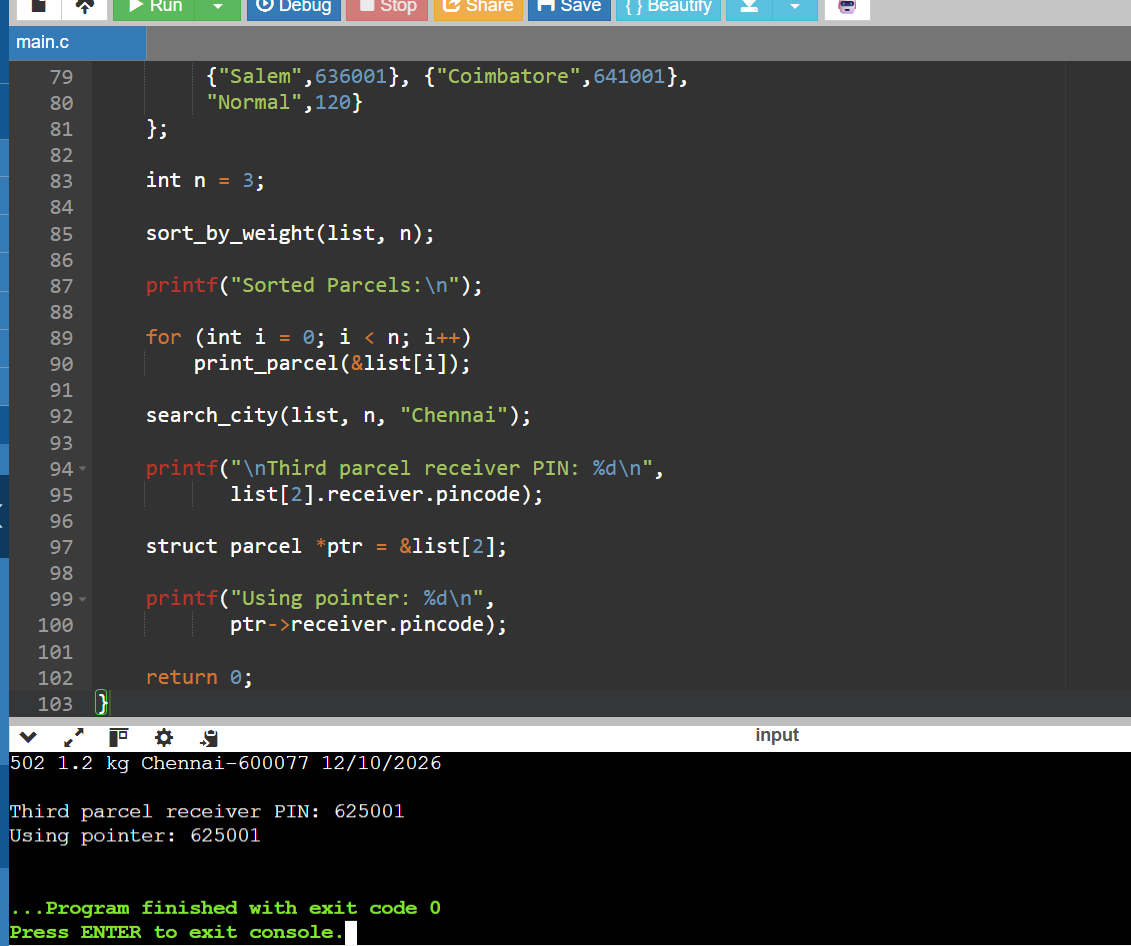 Run Debug Stop Share Save { } Beautify
main.c
79 {"Salem",636001}, {"Coimbatore",641001},
80 "Normal",120}
81 };
82
83 int n = 3;
84
85 sort_by_weight(list, n);
86
87 printf("Sorted Parcels:\n");
88
89 for (int i = 0; i < n; i++)
90 print_parcel(&list[i]);
91
92 search_city(list, n, "Chennai");
93
94 printf("\nThird parcel receiver PIN: %d\n",
95 list[2].receiver.pincode);
96
97 struct parcel *ptr = &list[2];
98
99 printf("Using pointer: %d\n",
100 ptr->receiver.pincode);
101
102 return 0;
103 }
input
502 1.2 kg Chennai-600077 12/10/2026
Third parcel receiver PIN: 625001
Using pointer: 625001
...Program finished with exit code 0
Press ENTER to exit console.